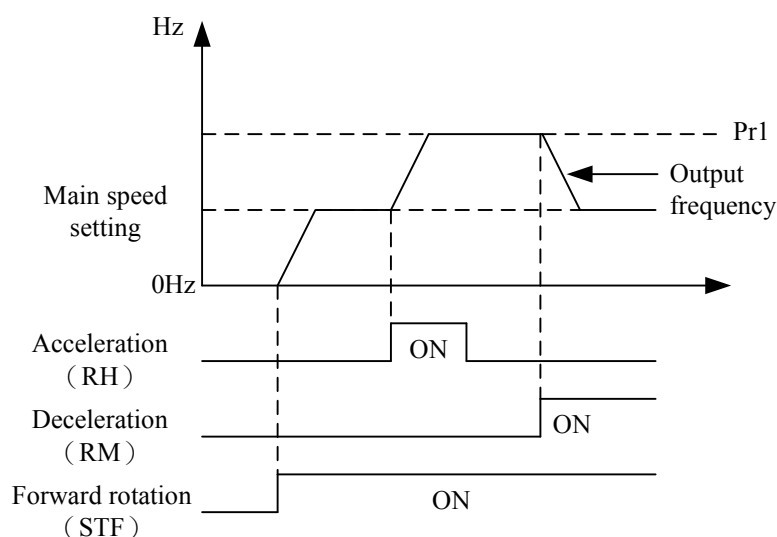 Hz
Pr1
Output
frequency
Main speed
setting
0Hz
Acceleration
（RH）
ON
Deceleration
（RM）
ON
Forward rotation
（STF）
ON